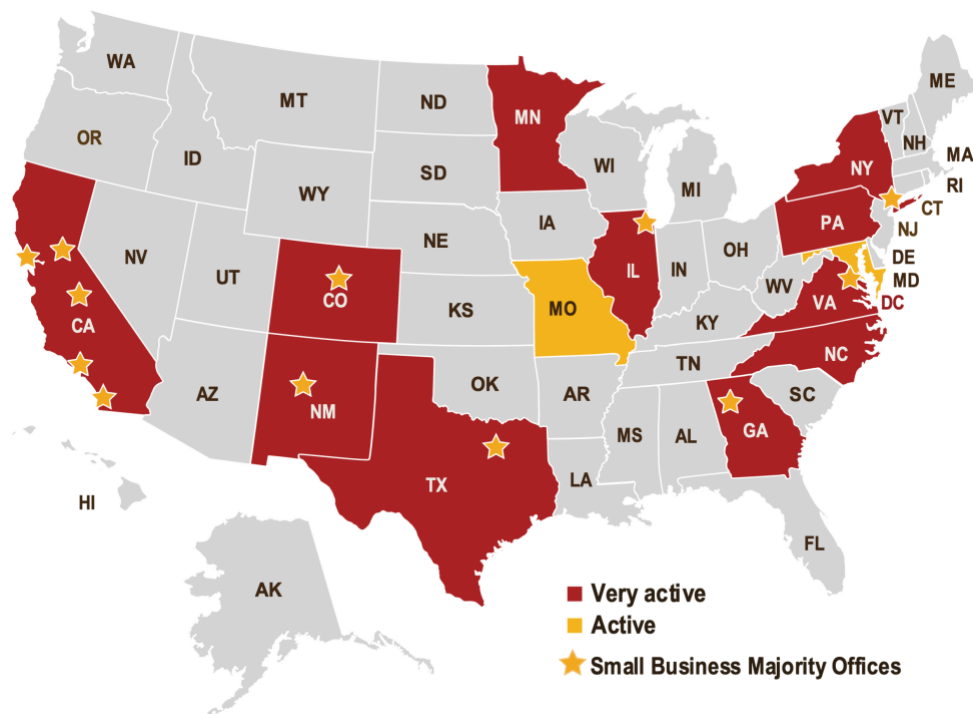 WA
MT
ND
MN
ME
VT
NH
OR
ID
SD
WI
MI
NY
MA
RI
CT
WY
IA
PA
NJ
NE
OH
DE
NV
UT
CO
IL
IN
WV
MD
VA
DC
CA
KS
MO
KY
NC
TN
AZ
NM
OK
AR
SC
MS
AL
GA
TX
LA
HI
FL
AK
Very active
Active
Small Business Majority Offices